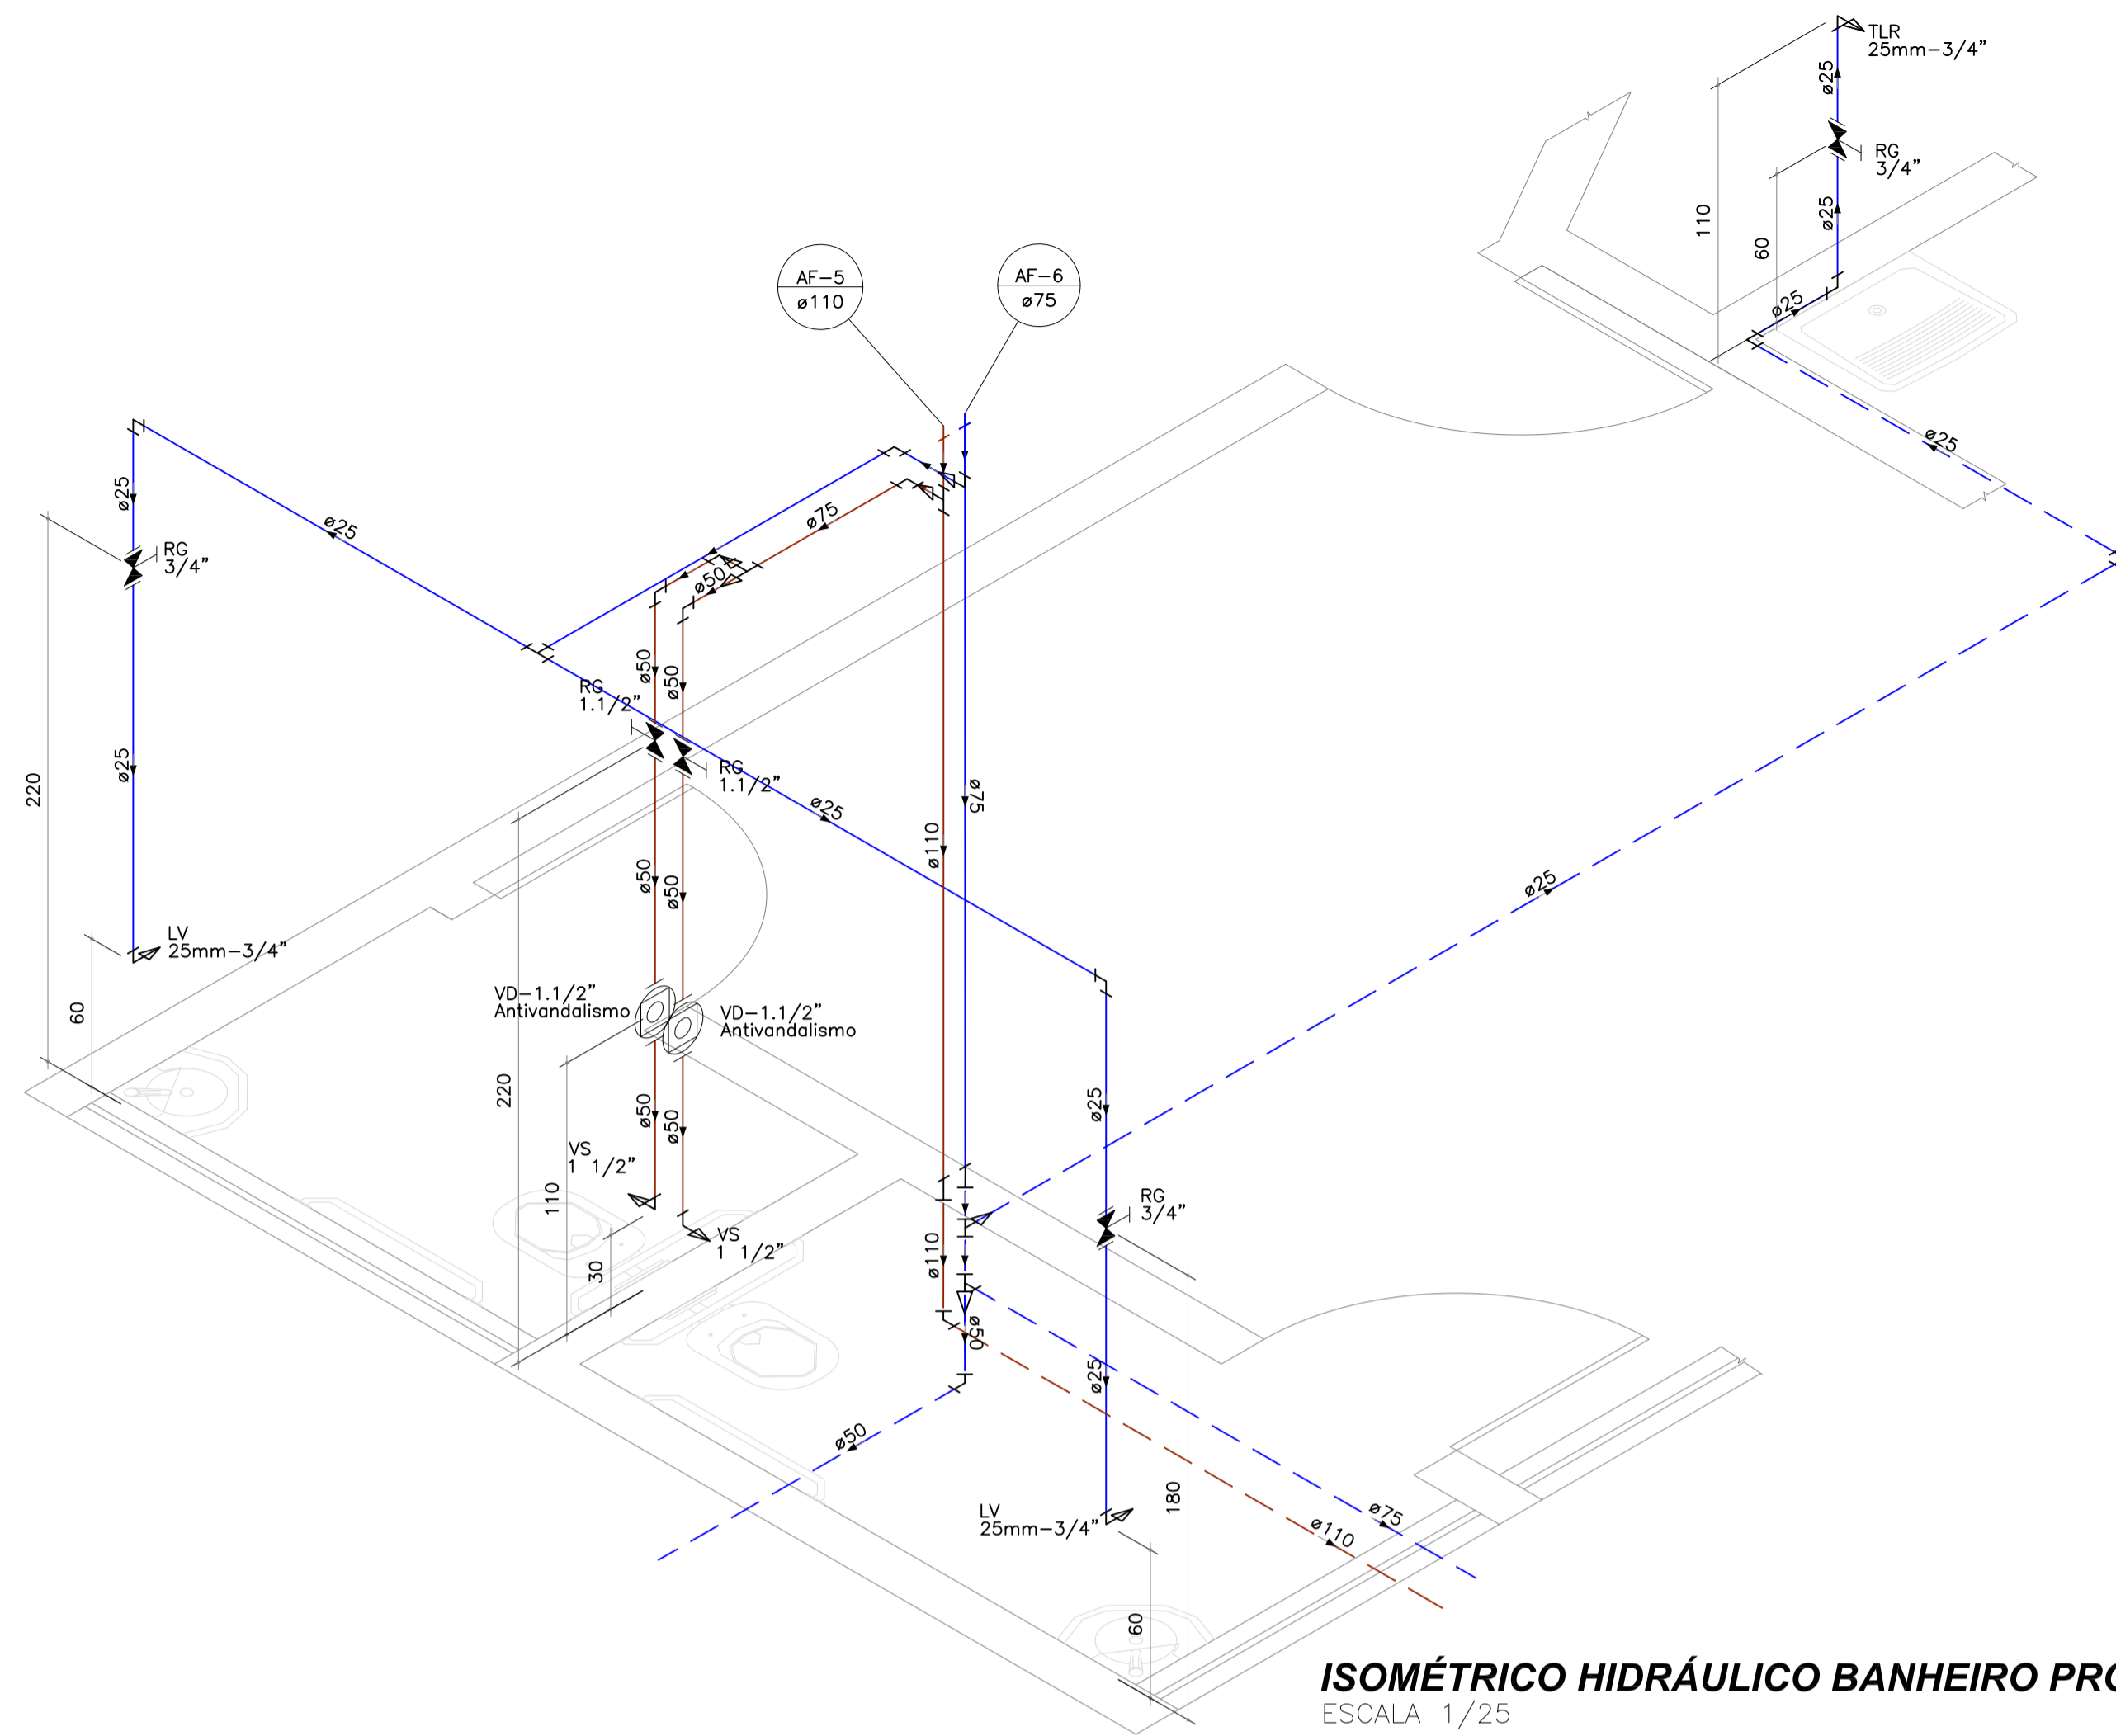 TLR
25mm-3/4"
ø25
RG
3/4"
ø25
110
60
ø25
ø25
AF-5
ø110
AF-6
ø75
ø25
RG
3/4"
ø25
ø75
ø50
ø50
ø50
RG
1.1/2"
RG
1.1/2"
ø25
220
ø25
ø75
ø110
ø50
ø50
ø25
LV
25mm-3/4"
60
VD-1.1/2"
Antivandalismo
VD-1.1/2"
Antivandalismo
220
110
ø50
ø50
ø25
VS
1 1/2"
VS
1 1/2"
30
RG
3/4"
ø110
ø50
ø25
ø50
180
LV
25mm-3/4"
ø75
ø110
60
ISOMÉTRICO HIDRÁULICO BANHEIRO
ESCALA 1/25